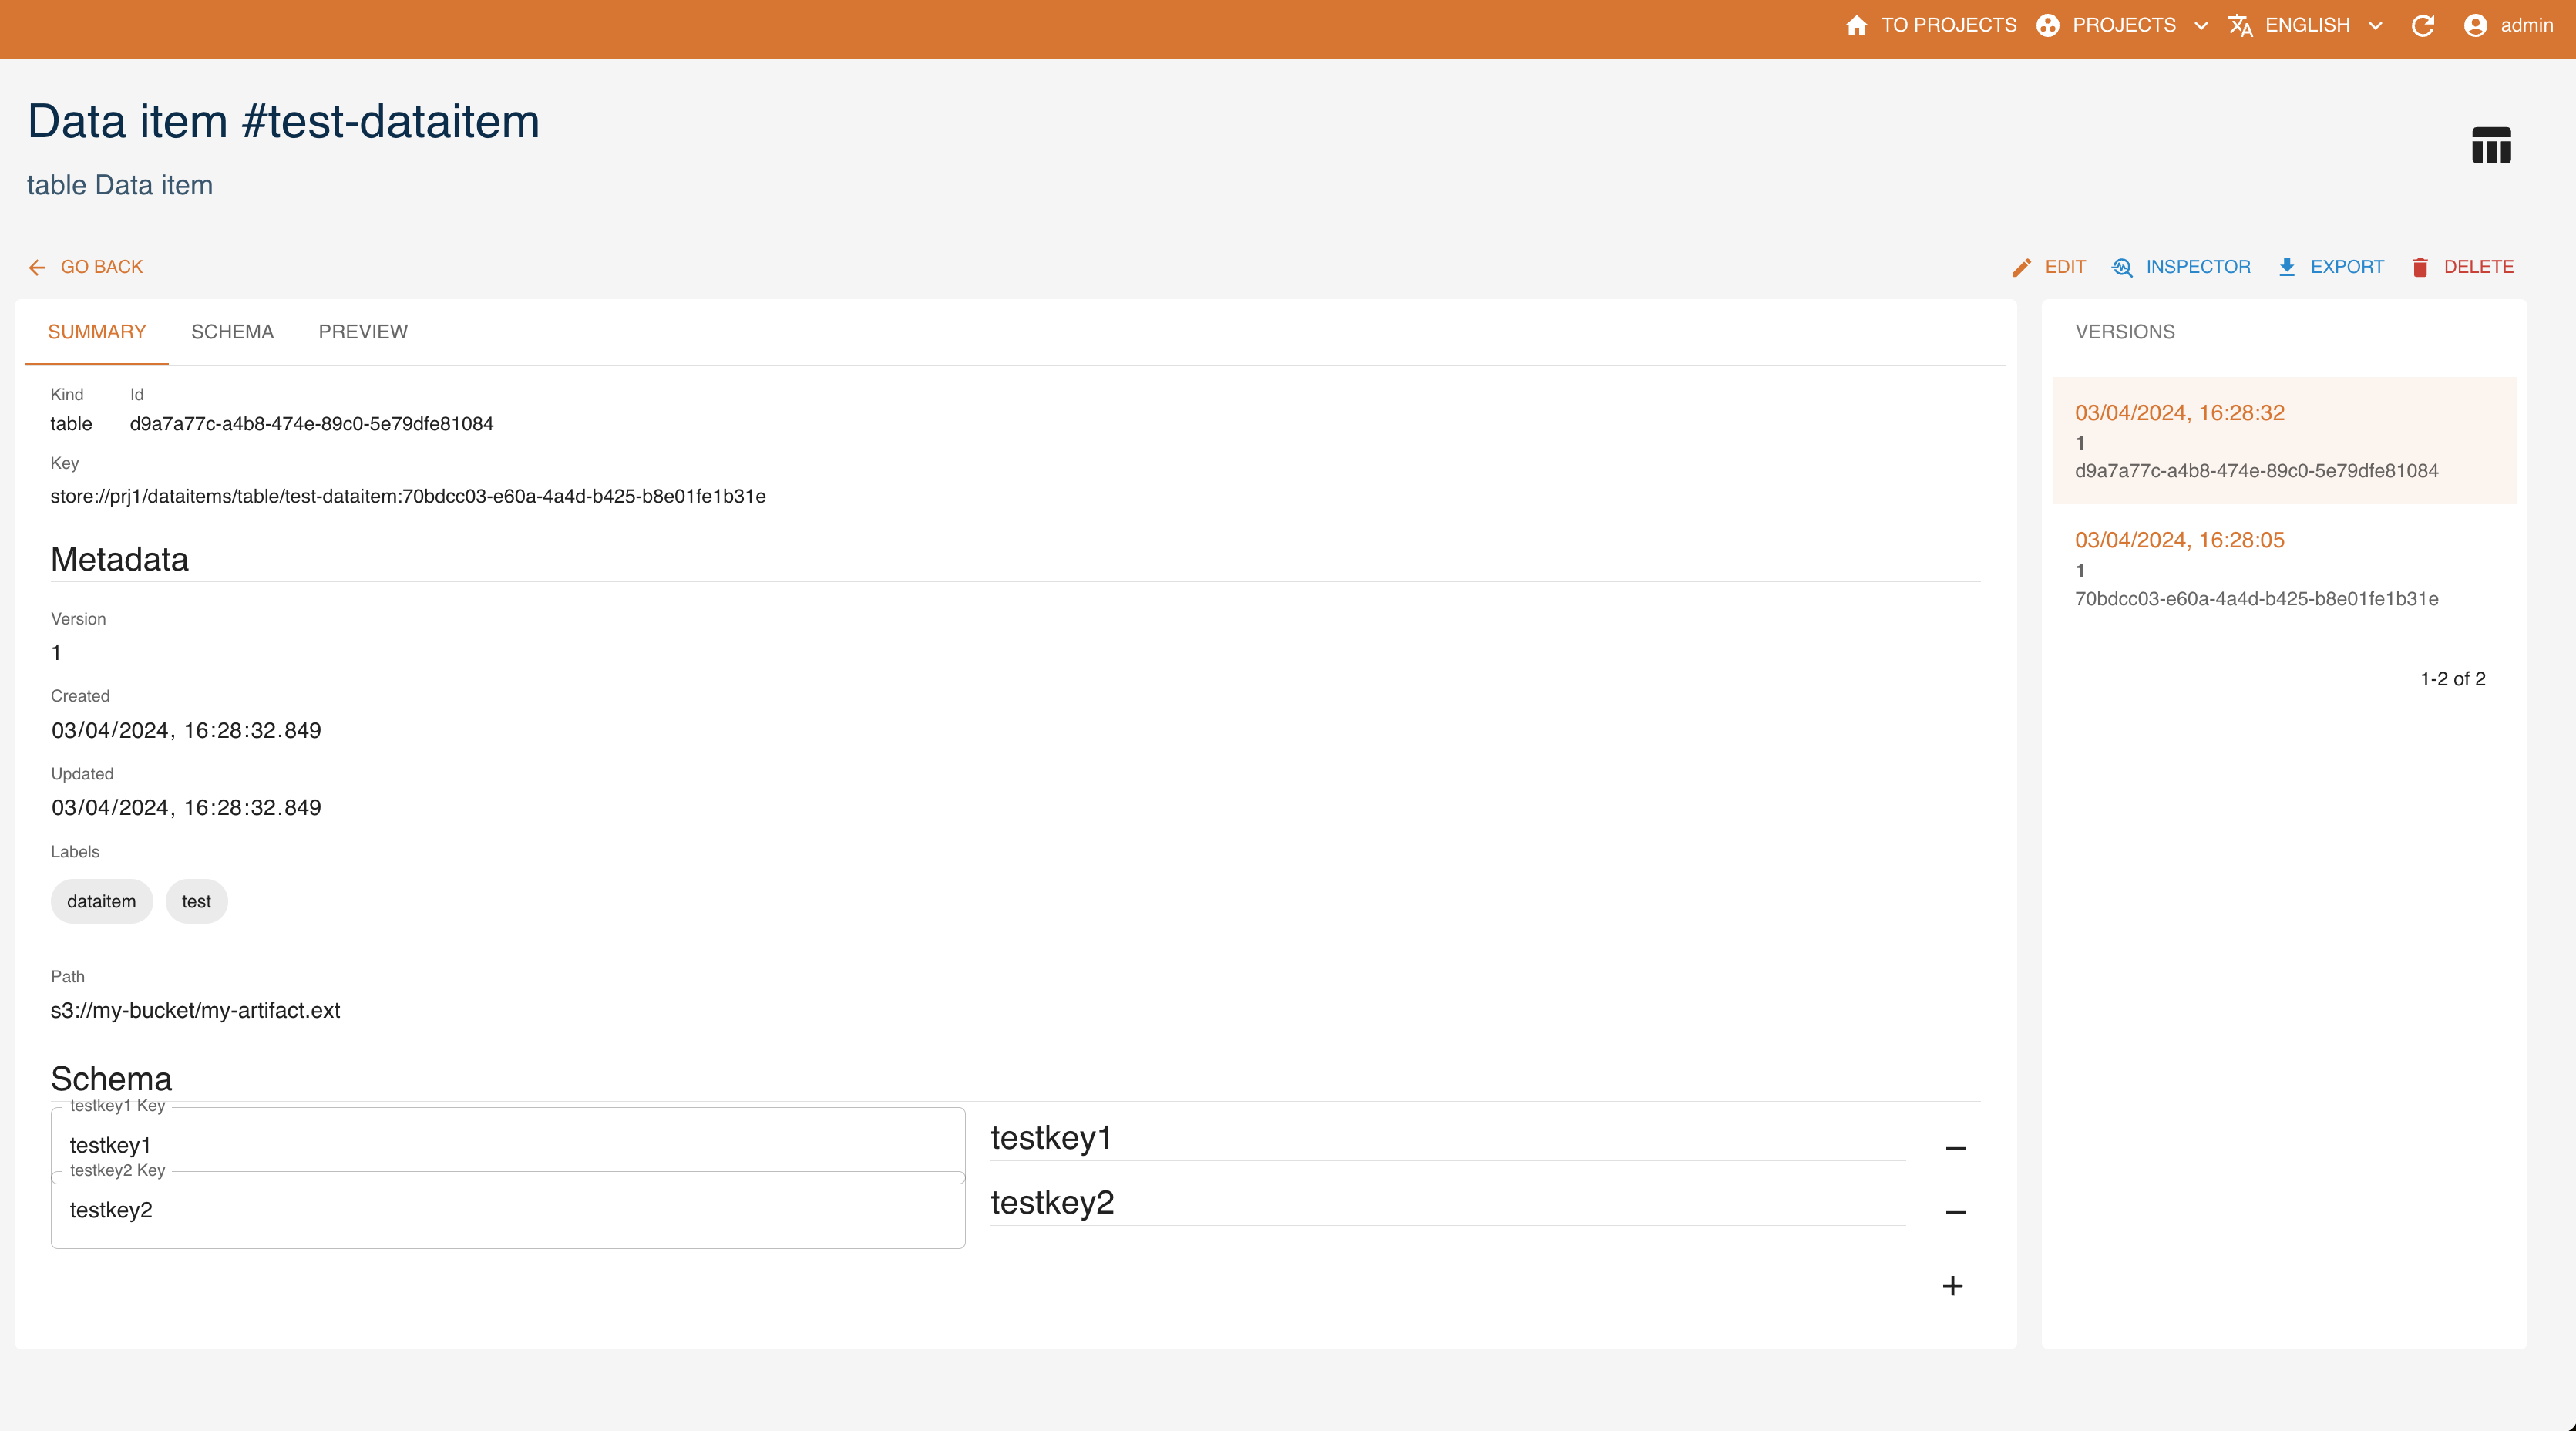 TO PROJECTS PROJECTS ENGLISH admin
Data item #test-dataitem
table Data item
GO BACK
EDIT INSPECTOR EXPORT DELETE
SUMMARY SCHEMA PREVIEW
Kind Id
table d9a7a77c-a4b8-474e-89c0-5e79dfe81084
Key
store://prj1/dataitems/table/test-dataitem:70bdcc03-e60a-4a4d-b425-b8e01fe1b31e
Metadata
Version
1
Created
03/04/2024, 16:28:32.849
Updated
03/04/2024, 16:28:32.849
Labels
dataitem test
Path
s3://my-bucket/my-artifact.ext
Schema
testkey1 Key
testkey1
testkey1
testkey2 Key
testkey2
testkey2
VERSIONS
03/04/2024, 16:28:32
1
d9a7a77c-a4b8-474e-89c0-5e79dfe81084
03/04/2024, 16:28:05
1
70bdcc03-e60a-4a4d-b425-b8e01fe1b31e
1-2 of 2